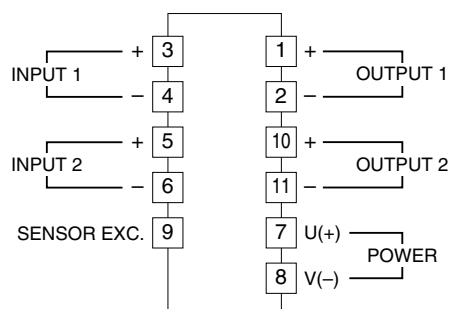 + 3 1 +
INPUT 1 OUTPUT 1
– 4 2 –
+ 5 10 +
INPUT 2 OUTPUT 2
– 6 11 –
SENSOR EXC. 9 7 U(+)
POWER
8 V(–)